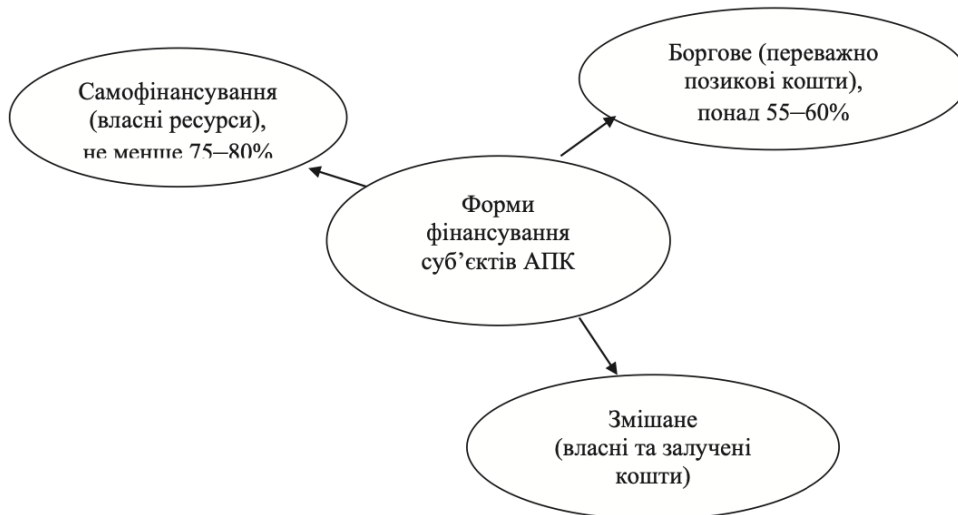 Боргове (переважно
позикові кошти),
понад 55–60%
Самофінансування
(власні ресурси),
не менше 75–80%
Форми
фінансування
суб’єктів АПК
Змішане
(власні та залучені
кошти)